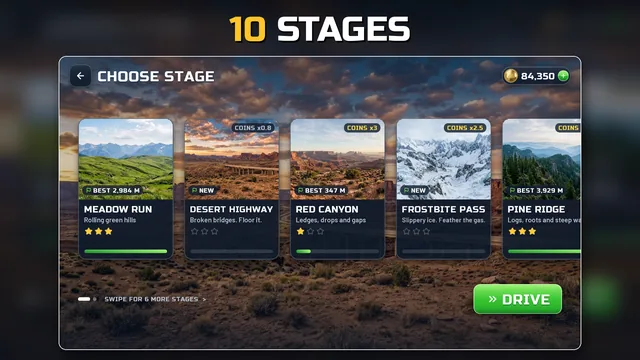 10 STAGES
CHOOSE STAGE
84,350
COINS x0.8
COINS x3
COINS x2.5
COINS
BEST 2,984 M
NEW
BEST 347 M
NEW
BEST 3,929 M
MEADOW RUN
Rolling green hills
DESERT HIGHWAY
Broken bridges. Floor it.
RED CANYON
Ledges, drops and gaps
FROSTBITE PASS
Slippery ice. Feather the gas.
PINE RIDGE
Logs, roots and steep wa
SWIPE FOR 6 MORE STAGES >
» DRIVE